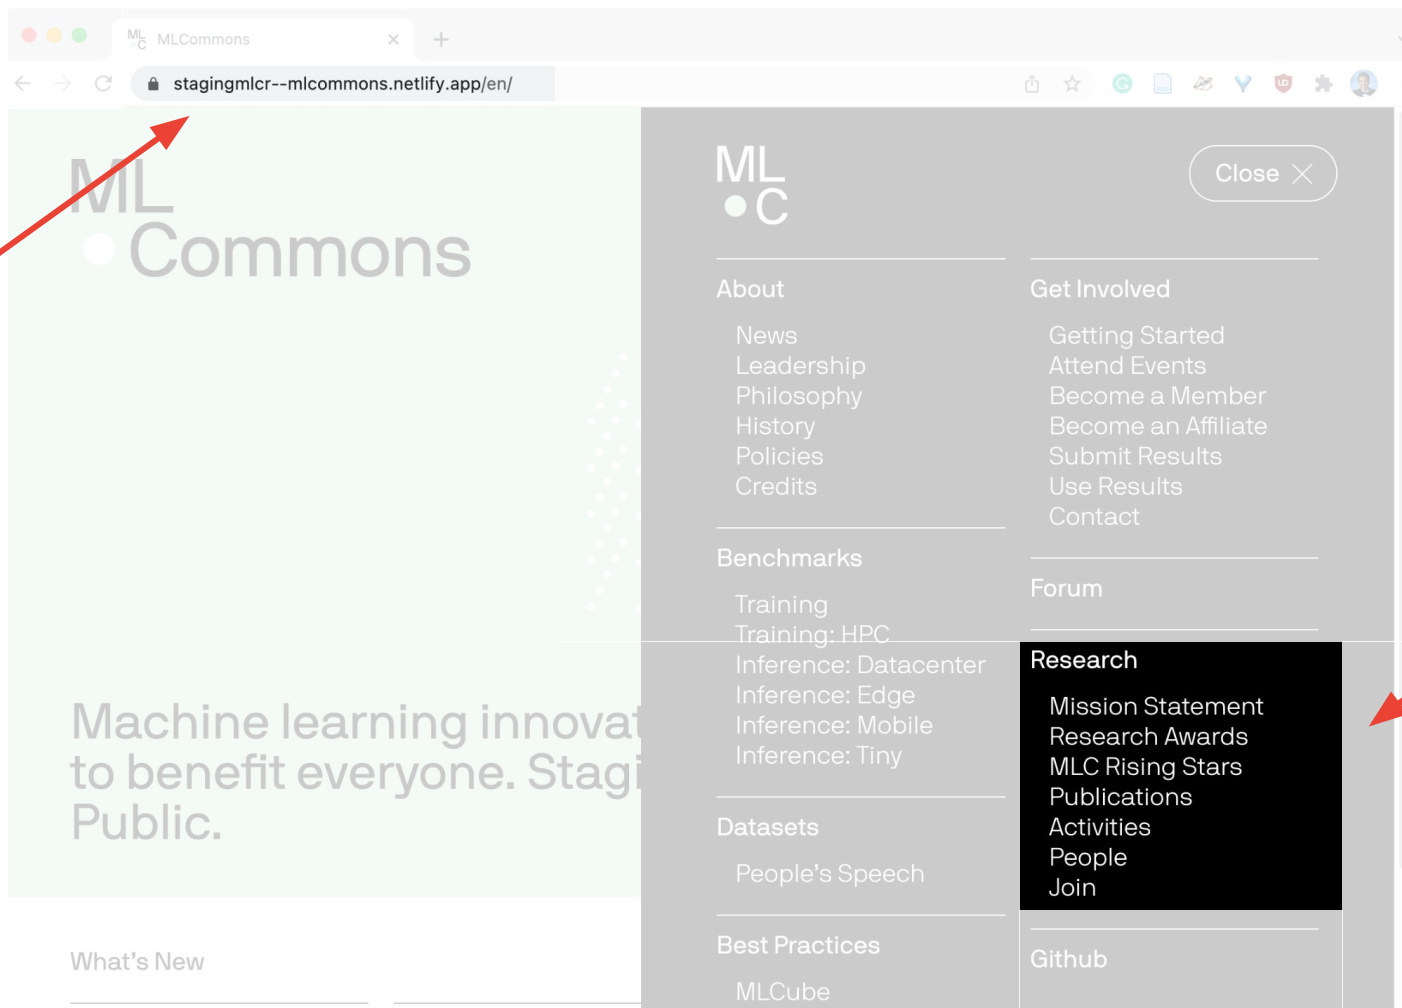 MLCommons
stagingmlcr--mlcommons.netlify.app/en/
ML
Commons
Machine learning innovat
to benefit everyone. Stagi
Public.
What's New
ML
C
Close
About
News
Leadership
Philosophy
History
Policies
Credits
Benchmarks
Training
Training: HPC
Inference: Datacenter
Inference: Edge
Inference: Mobile
Inference: Tiny
Datasets
People's Speech
Best Practices
MLCube
Get Involved
Getting Started
Attend Events
Become a Member
Become an Affiliate
Submit Results
Use Results
Contact
Forum
Research
Mission Statement
Research Awards
MLC Rising Stars
Publications
Activities
People
Join
Github